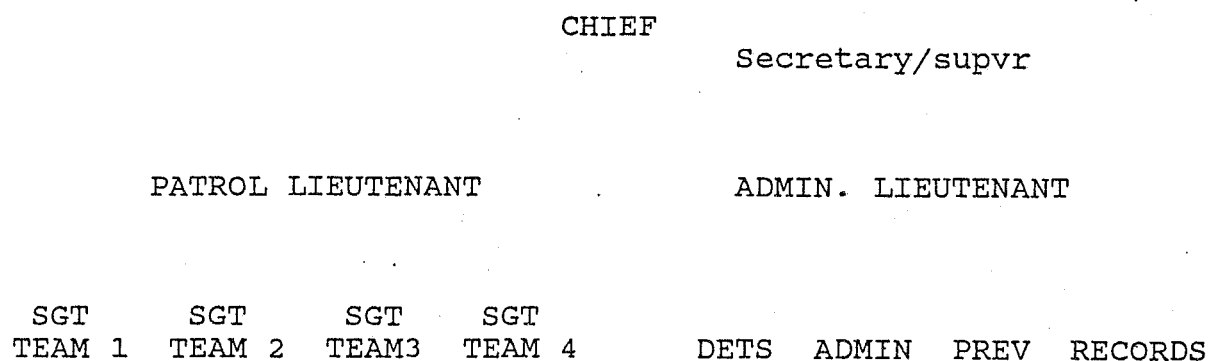 CHIEF
Secretary/supvr
PATROL LIEUTENANT ADMIN. LIEUTENANT
SGT SGT SGT SGT
TEAM 1 TEAM 2 TEAM3 TEAM 4 DETS ADMIN PREV RECORDS